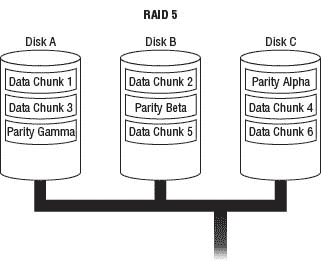 RAID 5
Disk A Disk B Disk C
Data Chunk 1 Data Chunk 2 Parity Alpha
Data Chunk 3 Parity Beta Data Chunk 4
Parity Gamma Data Chunk 5 Data Chunk 6